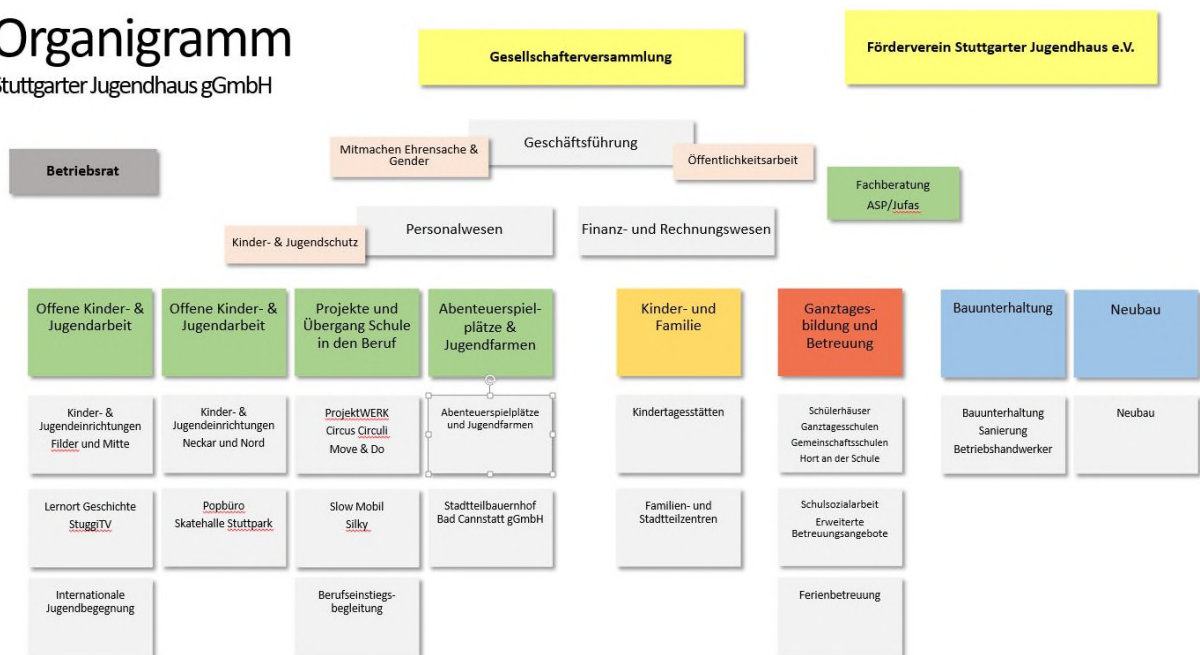 Organigramm
Stuttgarter Jugendhaus gGmbH
Gesellschafterversammlung
Förderverein Stuttgarter Jugendhaus e.V.
Betriebsrat
Mitmachen Ehrensache &
Gender
Geschäftsführung
Öffentlichkeitsarbeit
Fachberatung
ASP/Jufas
Kinder- & Jugendschutz
Personalwesen
Finanz- und Rechnungswesen
Offene Kinder- &
Jugendarbeit
Kinder- &
Jugendeinrichtungen
Filder und Mitte
Lernort Geschichte
StuggiTV
Internationale
Jugendbegegnung
Offene Kinder- &
Jugendarbeit
Kinder- &
Jugendeinrichtungen
Neckar und Nord
Popbüro
Skatehalle Stuttpark
Projekte und
Übergang Schule
in den Beruf
ProjektWERK
Circus Circuli
Move & Do
Slow Mobil
Silky
Berufseinstiegs-
begleitung
Abenteuerspiel-
plätze &
Jugendfarmen
Abenteuerspielplätze
und Jugendfarmen
Stadtteilbauernhof
Bad Cannstatt gGmbH
Kinder- und
Familie
Kindertagesstätten
Familien- und
Stadtteilzentren
Ganztages-
bildung und
Betreuung
Schülerhäuser
Ganztagesschulen
Gemeinschaftsschulen
Hort an der Schule
Schulsozialarbeit
Erweiterte
Betreuungsangebote
Ferienbetreuung
Bauunterhaltung
Bauunterhaltung
Sanierung
Betriebshandwerker
Neubau
Neubau